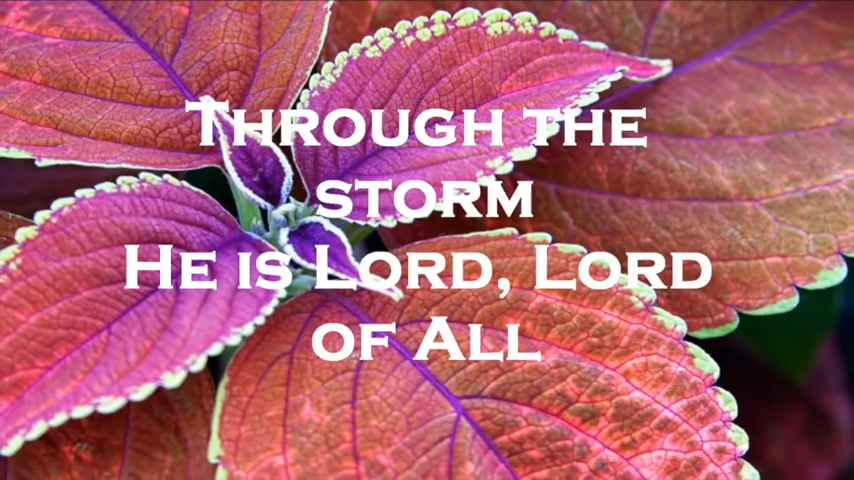 Through the
storm
He is Lord, Lord
of All